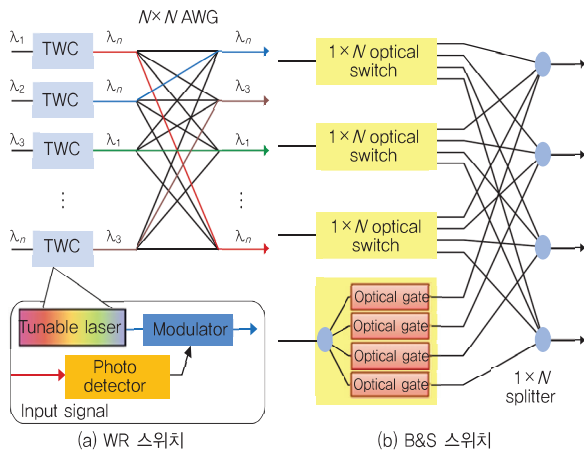 N×N AWG
λ1 TWC λn λn
λ2 TWC λn λ3
λ3 TWC λ1 λ1
⋮ ⋮ ⋮
λn TWC λ3 λn
Tunable laser
Modulator
Photo
detector
Input signal
(a) WR 스위치
1×N optical
switch
1×N optical
switch
1×N optical
switch
Optical gate
Optical gate
Optical gate
Optical gate
1×N
splitter
(b) B&S 스위치